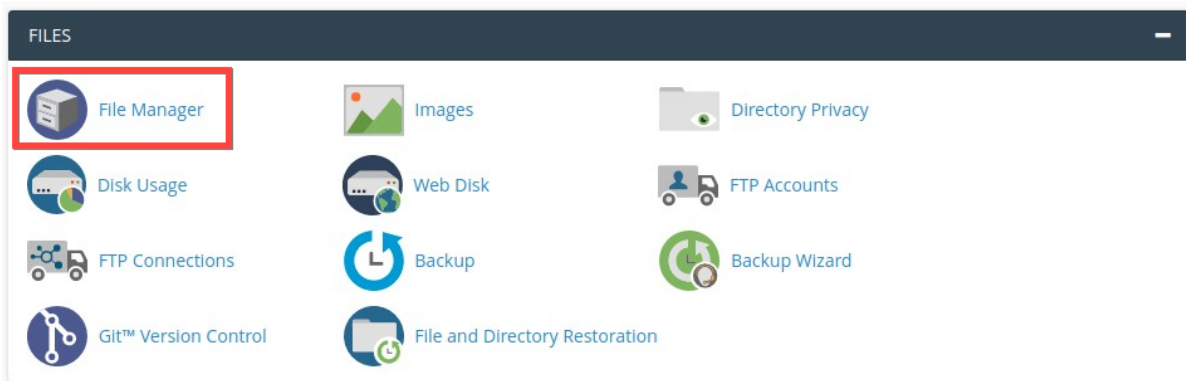 FILES
File Manager
Images
Directory Privacy
Disk Usage
Web Disk
FTP Accounts
FTP Connections
Backup
Backup Wizard
Git™ Version Control
File and Directory Restoration